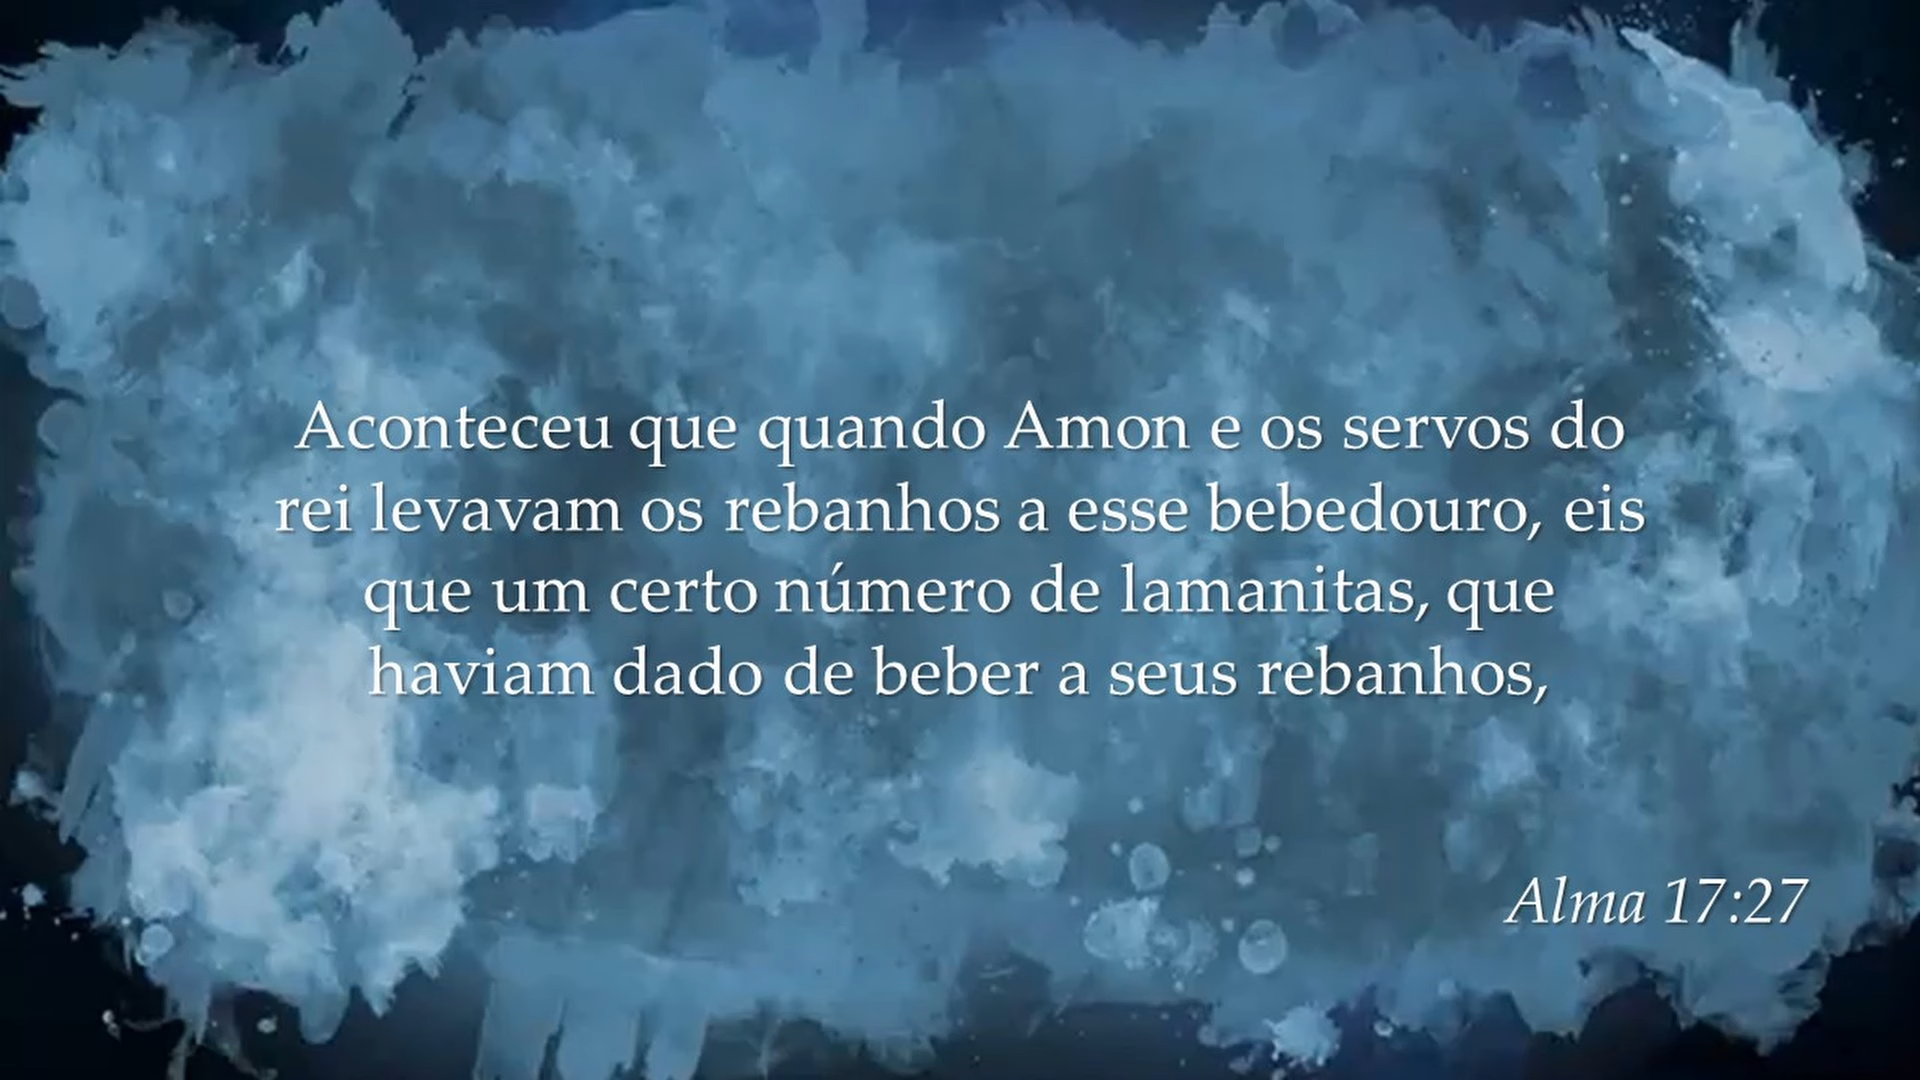 Aconteceu que quando Amon e os servos do
rei levavam os rebanhos a esse bebedouro, eis
que um certo número de lamanitas, que
haviam dado de beber a seus rebanhos,
Alma 17:27